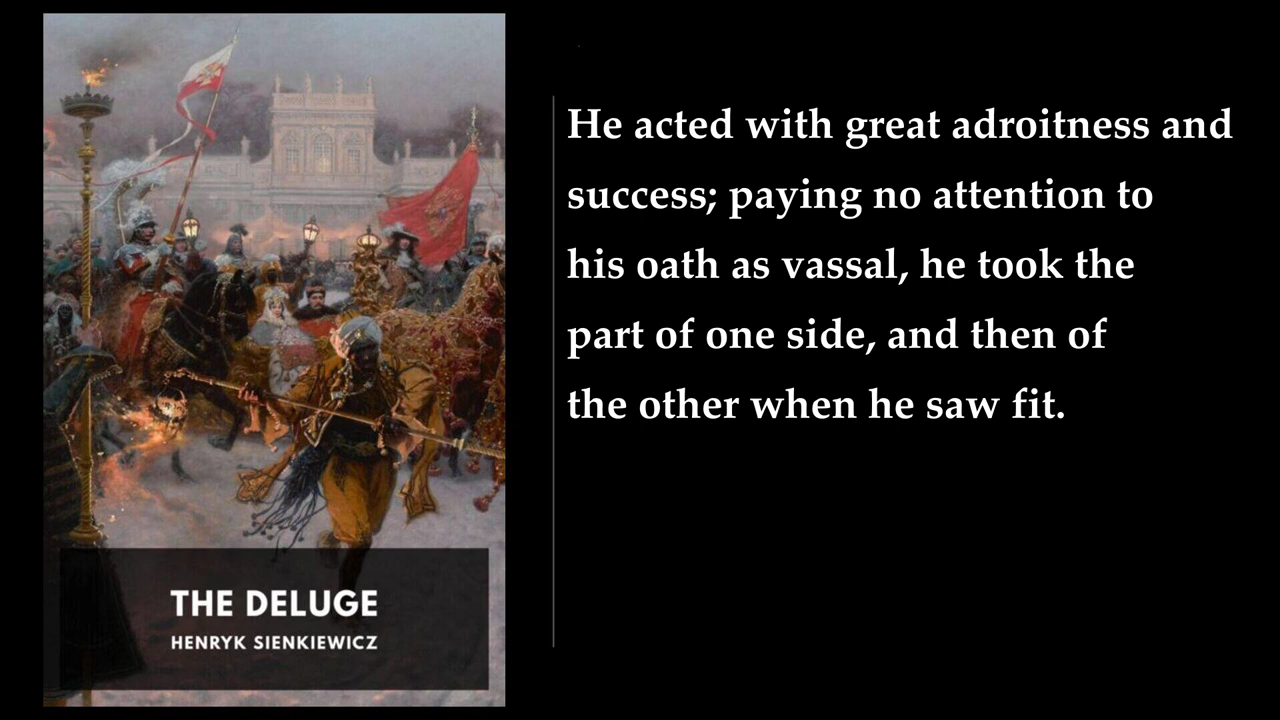 He acted with great adroitness and
success; paying no attention to
his oath as vassal, he took the
part of one side, and then of
the other when he saw fit.
THE DELUGE
HENRYK SIENKIEWICZ